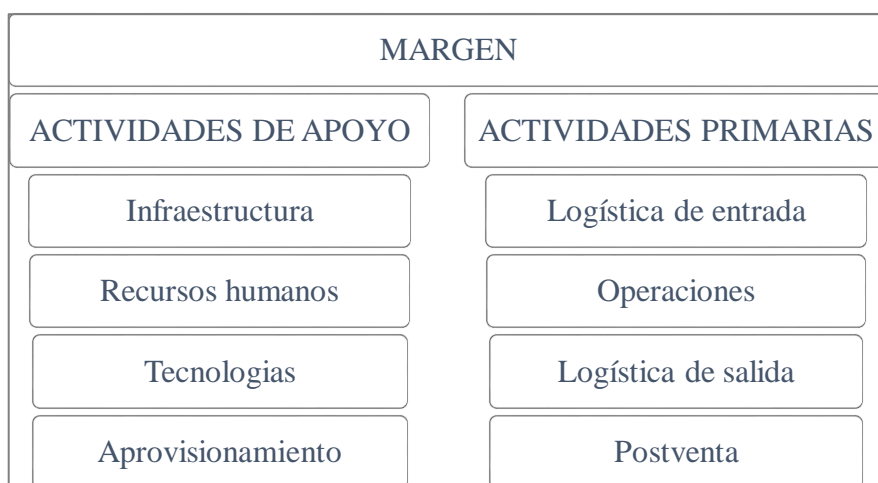 MARGEN
ACTIVIDADES DE APOYO
Infraestructura
Recursos humanos
Tecnologias
Aprovisionamiento
ACTIVIDADES PRIMARIAS
Logística de entrada
Operaciones
Logística de salida
Postventa